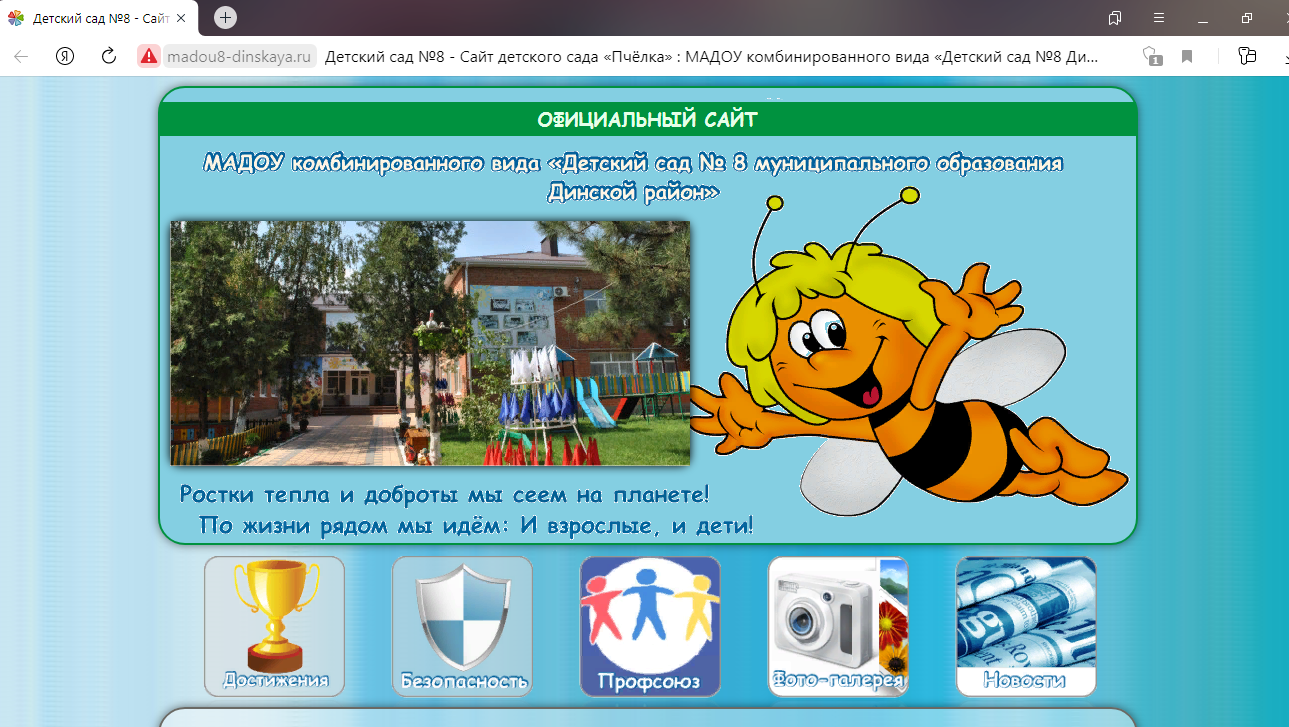 Детский сад №8 - Сайт
madou8-dinskaya.ru Детский сад №8 - Сайт детского сада «Пчёлка» : МАДОУ комбинированного вида «Детский сад №8 Ди...
1
ОФИЦИАЛЬНЫЙ САЙТ
МАДОУ комбинированного вида «Детский сад № 8 муниципального образования
Динской район»
Ростки тепла и доброты мы сеем на планете!
По жизни рядом мы идём: И взрослые, и дети!
Достижения
Безопасность
Профсоюз
Фото-галерея
Новости